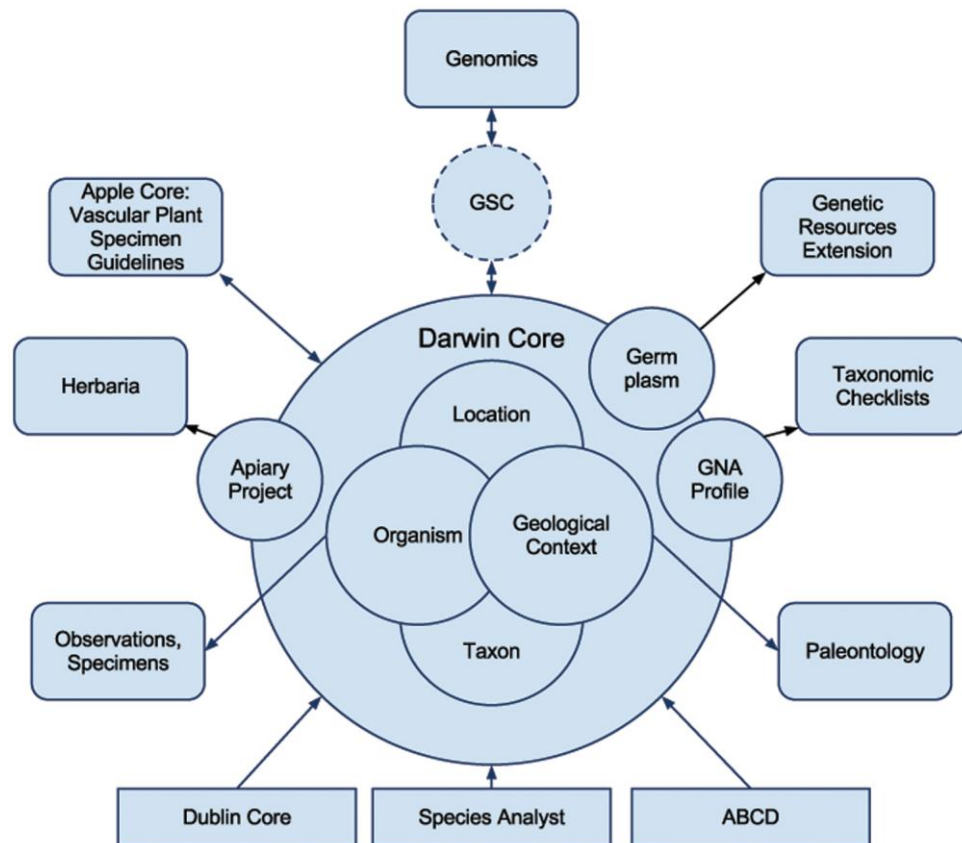 Genomics
GSC
Apple Core:
Vascular Plant
Specimen
Guidelines
Genetic
Resources
Extension
Darwin Core
Germ
plasm
Herbaria
Taxonomic
Checklists
Location
Apiary
Project
GNA
Profile
Organism
Geological
Context
Observations,
Specimens
Taxon
Paleontology
Dublin Core
Species Analyst
ABCD